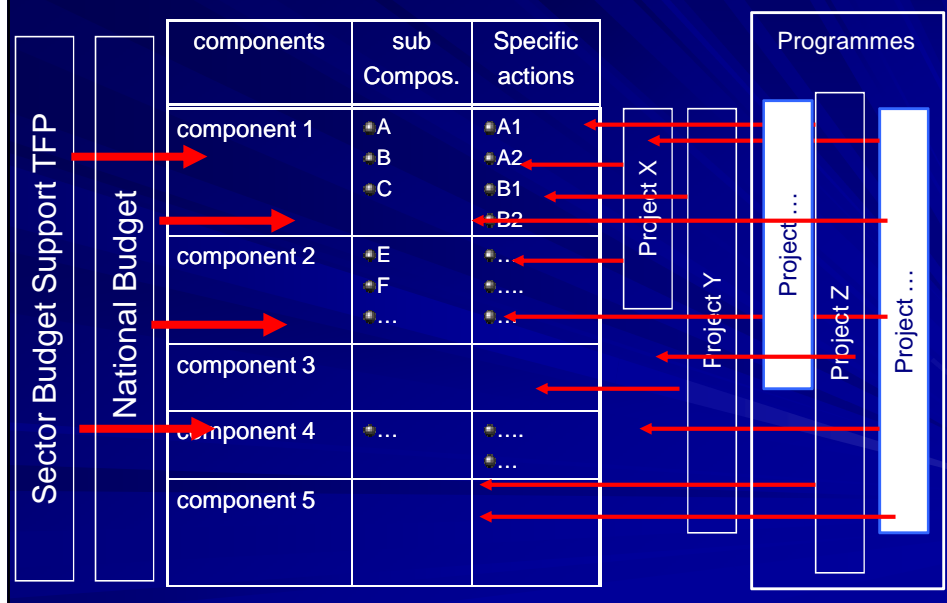 Sector Budget Support TFP
National Budget
components
sub
Compos.
Specific
actions
component 1
A
B
C
A1
A2
B1
B2
component 2
E
F
…
…
….
…
component 3
component 4
…
….
…
component 5
Project X
Project Y
Programmes
Project …
Project Z
Project …